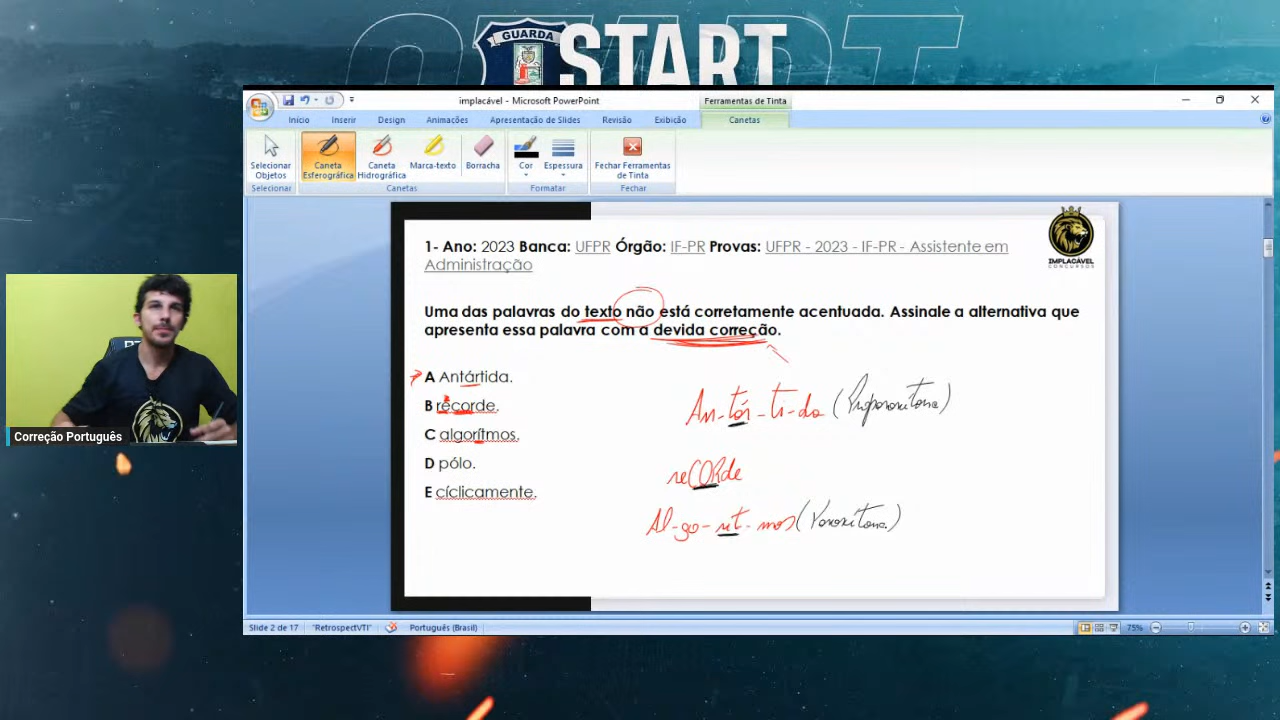 GUARDA
START
implacável - Microsoft PowerPoint
Ferramentas de Tinta
Início
Inserir
Design
Animações
Apresentação de Slides
Revisão
Exibição
Canetas
Selecionar
Objetos
Caneta
Esferográfica
Caneta
Hidrográfica
Marca-texto
Borracha
Cor
Espessura
Fechar Ferramentas
de Tinta
Selecionar
Canetas
Formatar
Fechar
1- Ano: 2023 Banca: UFPR Órgão: IF-PR Provas: UFPR - 2023 - IF-PR - Assistente em
Administração
IMPLACÁVEL
CONCURSOS
Uma das palavras do texto não está corretamente acentuada. Assinale a alternativa que
apresenta essa palavra com a devida correção.
A Antártida.
B récorde.
C algorítmos.
D pólo.
E cíclicamente.
An-tár-ti-da (Proparoxítona)
reCORde
Al-go-rit-mos (Paroxítona)
Correção Português
Slide 2 de 17
"RetrospectVTI"
Português (Brasil)
75%